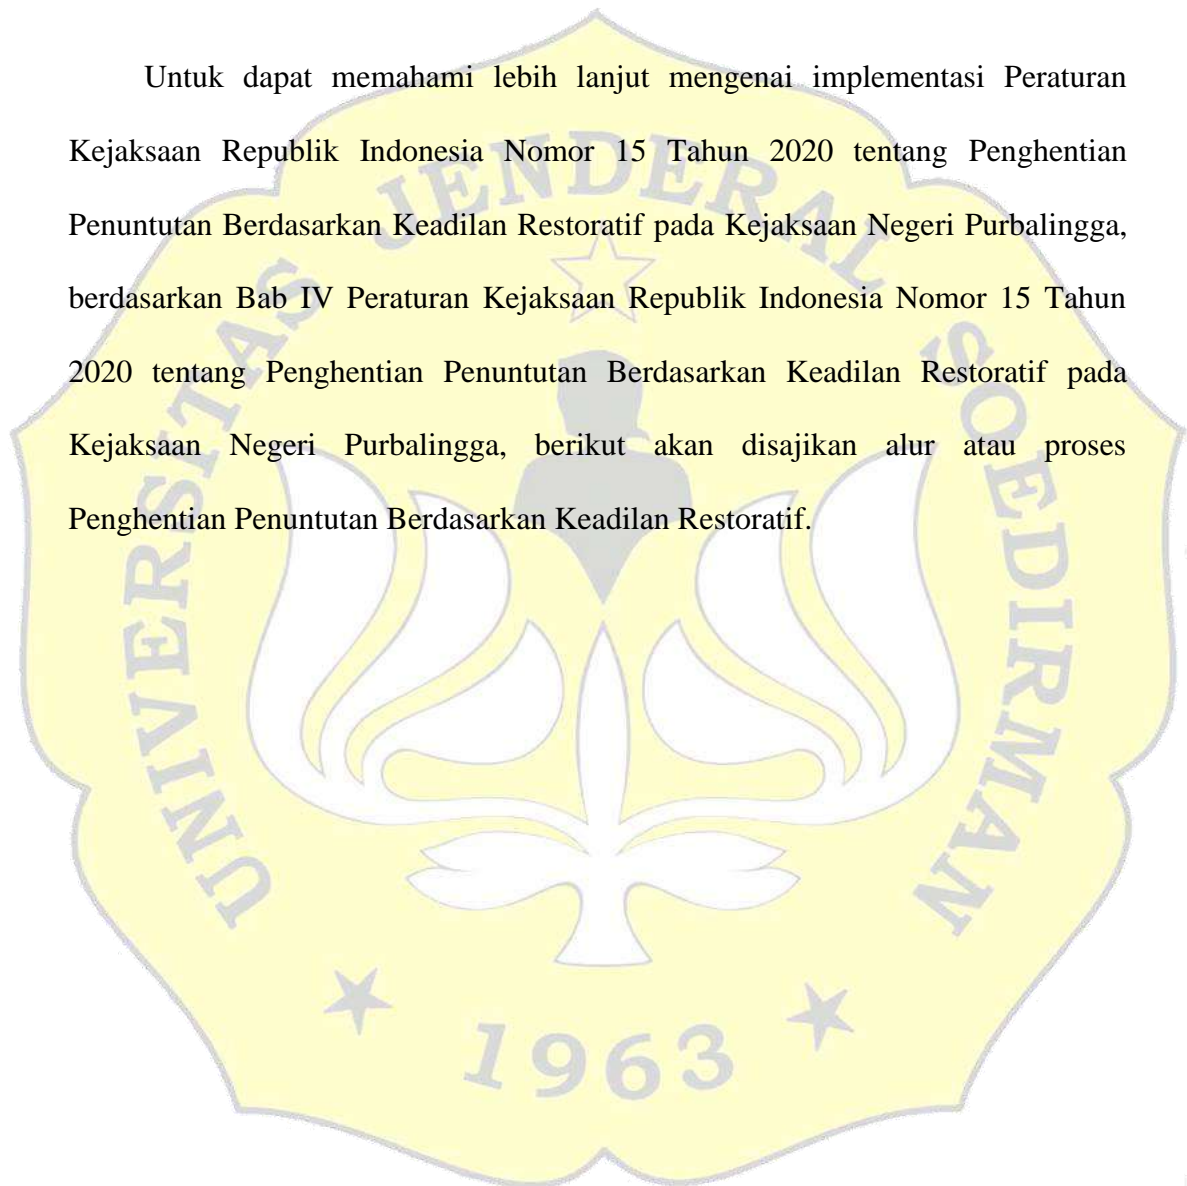 Untuk dapat memahami lebih lanjut mengenai implementasi Peraturan
Kejaksaan Republik Indonesia Nomor 15 Tahun 2020 tentang Penghentian
Penuntutan Berdasarkan Keadilan Restoratif pada Kejaksaan Negeri Purbalingga,
berdasarkan Bab IV Peraturan Kejaksaan Republik Indonesia Nomor 15 Tahun
2020 tentang Penghentian Penuntutan Berdasarkan Keadilan Restoratif pada
Kejaksaan Negeri Purbalingga, berikut akan disajikan alur atau proses
Penghentian Penuntutan Berdasarkan Keadilan Restoratif.
UNIVERSITAS JENDERAL SOEDIRMAN
1963